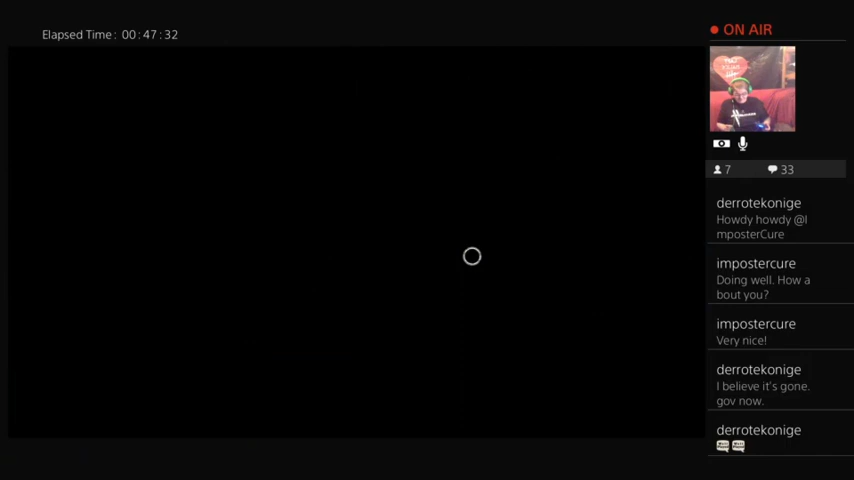 Elapsed Time: 00:47:32
ON AIR
7 33
derrotekonige
Howdy howdy @I
mposterCure
impostercure
Doing well. How a
bout you?
impostercure
Very nice!
derrotekonige
I believe it's gone.
gov now.
derrotekonige